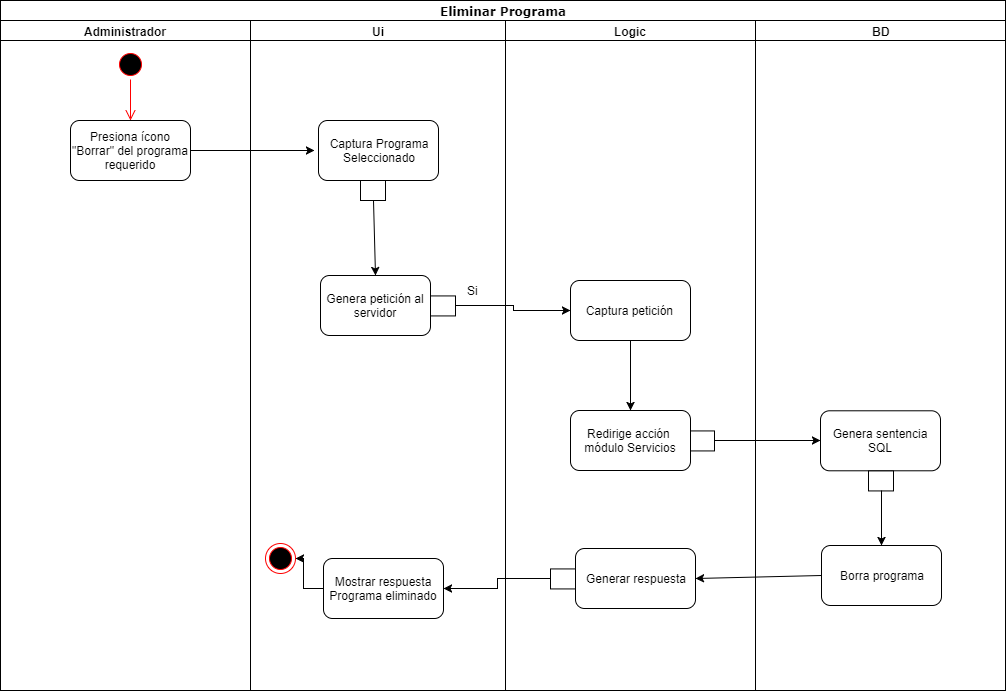 Eliminar Programa
Administrador
Ui
Logic
BD
Presiona ícono
"Borrar" del programa
requerido
Captura Programa
Seleccionado
Genera petición al
servidor
Si
Captura petición
Redirige acción
módulo Servicios
Genera sentencia
SQL
Borra programa
Generar respuesta
Mostrar respuesta
Programa eliminado